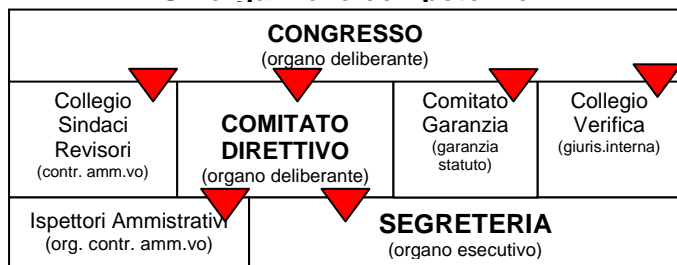 CONGRESSO
(organo deliberante)
Collegio
Sindaci
Revisori
(contr. amm.vo)
COMITATO
DIRETTIVO
(organo deliberante)
Comitato
Garanzia
(garanzia
statuto)
Collegio
Verifica
(giuris.interna)
Ispettori Ammistrativi
(org. contr. amm.vo)
SEGRETERIA
(organo esecutivo)